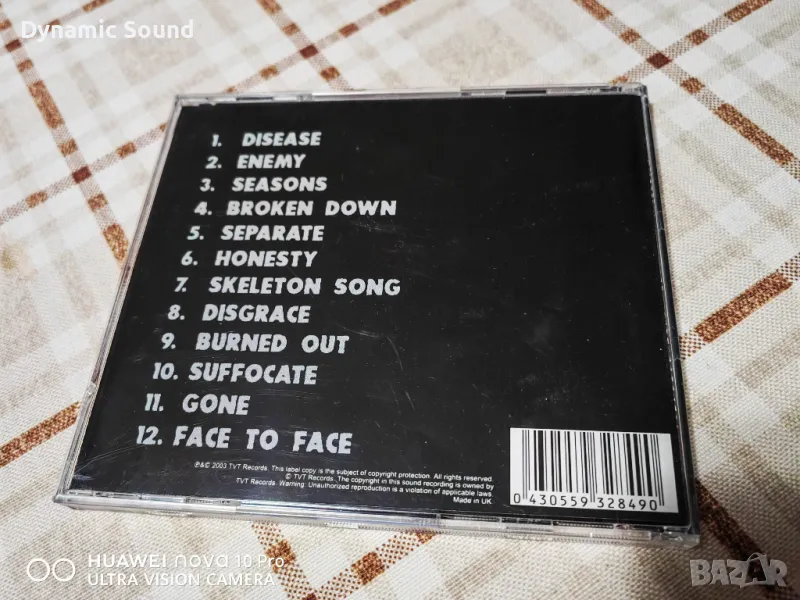 Dynamic Sound
1. DISEASE
2. ENEMY
3. SEASONS
4. BROKEN DOWN
5. SEPARATE
6. HONESTY
7. SKELETON SONG
8. DISGRACE
9. BURNED OUT
10. SUFFOCATE
11. GONE
12. FACE TO FACE
℗&© 2003 TVT Records. This label copy is the subject of copyright protection. All rights reserved.
© TVT Records. The copyright in this sound recording is owned by
TVT Records. Warning: Unauthorized reproduction is a violation of applicable laws.
Made in UK
0 430559 328490
HUAWEI nova 10 Pro
ULTRA VISION CAMERA
BAZAR